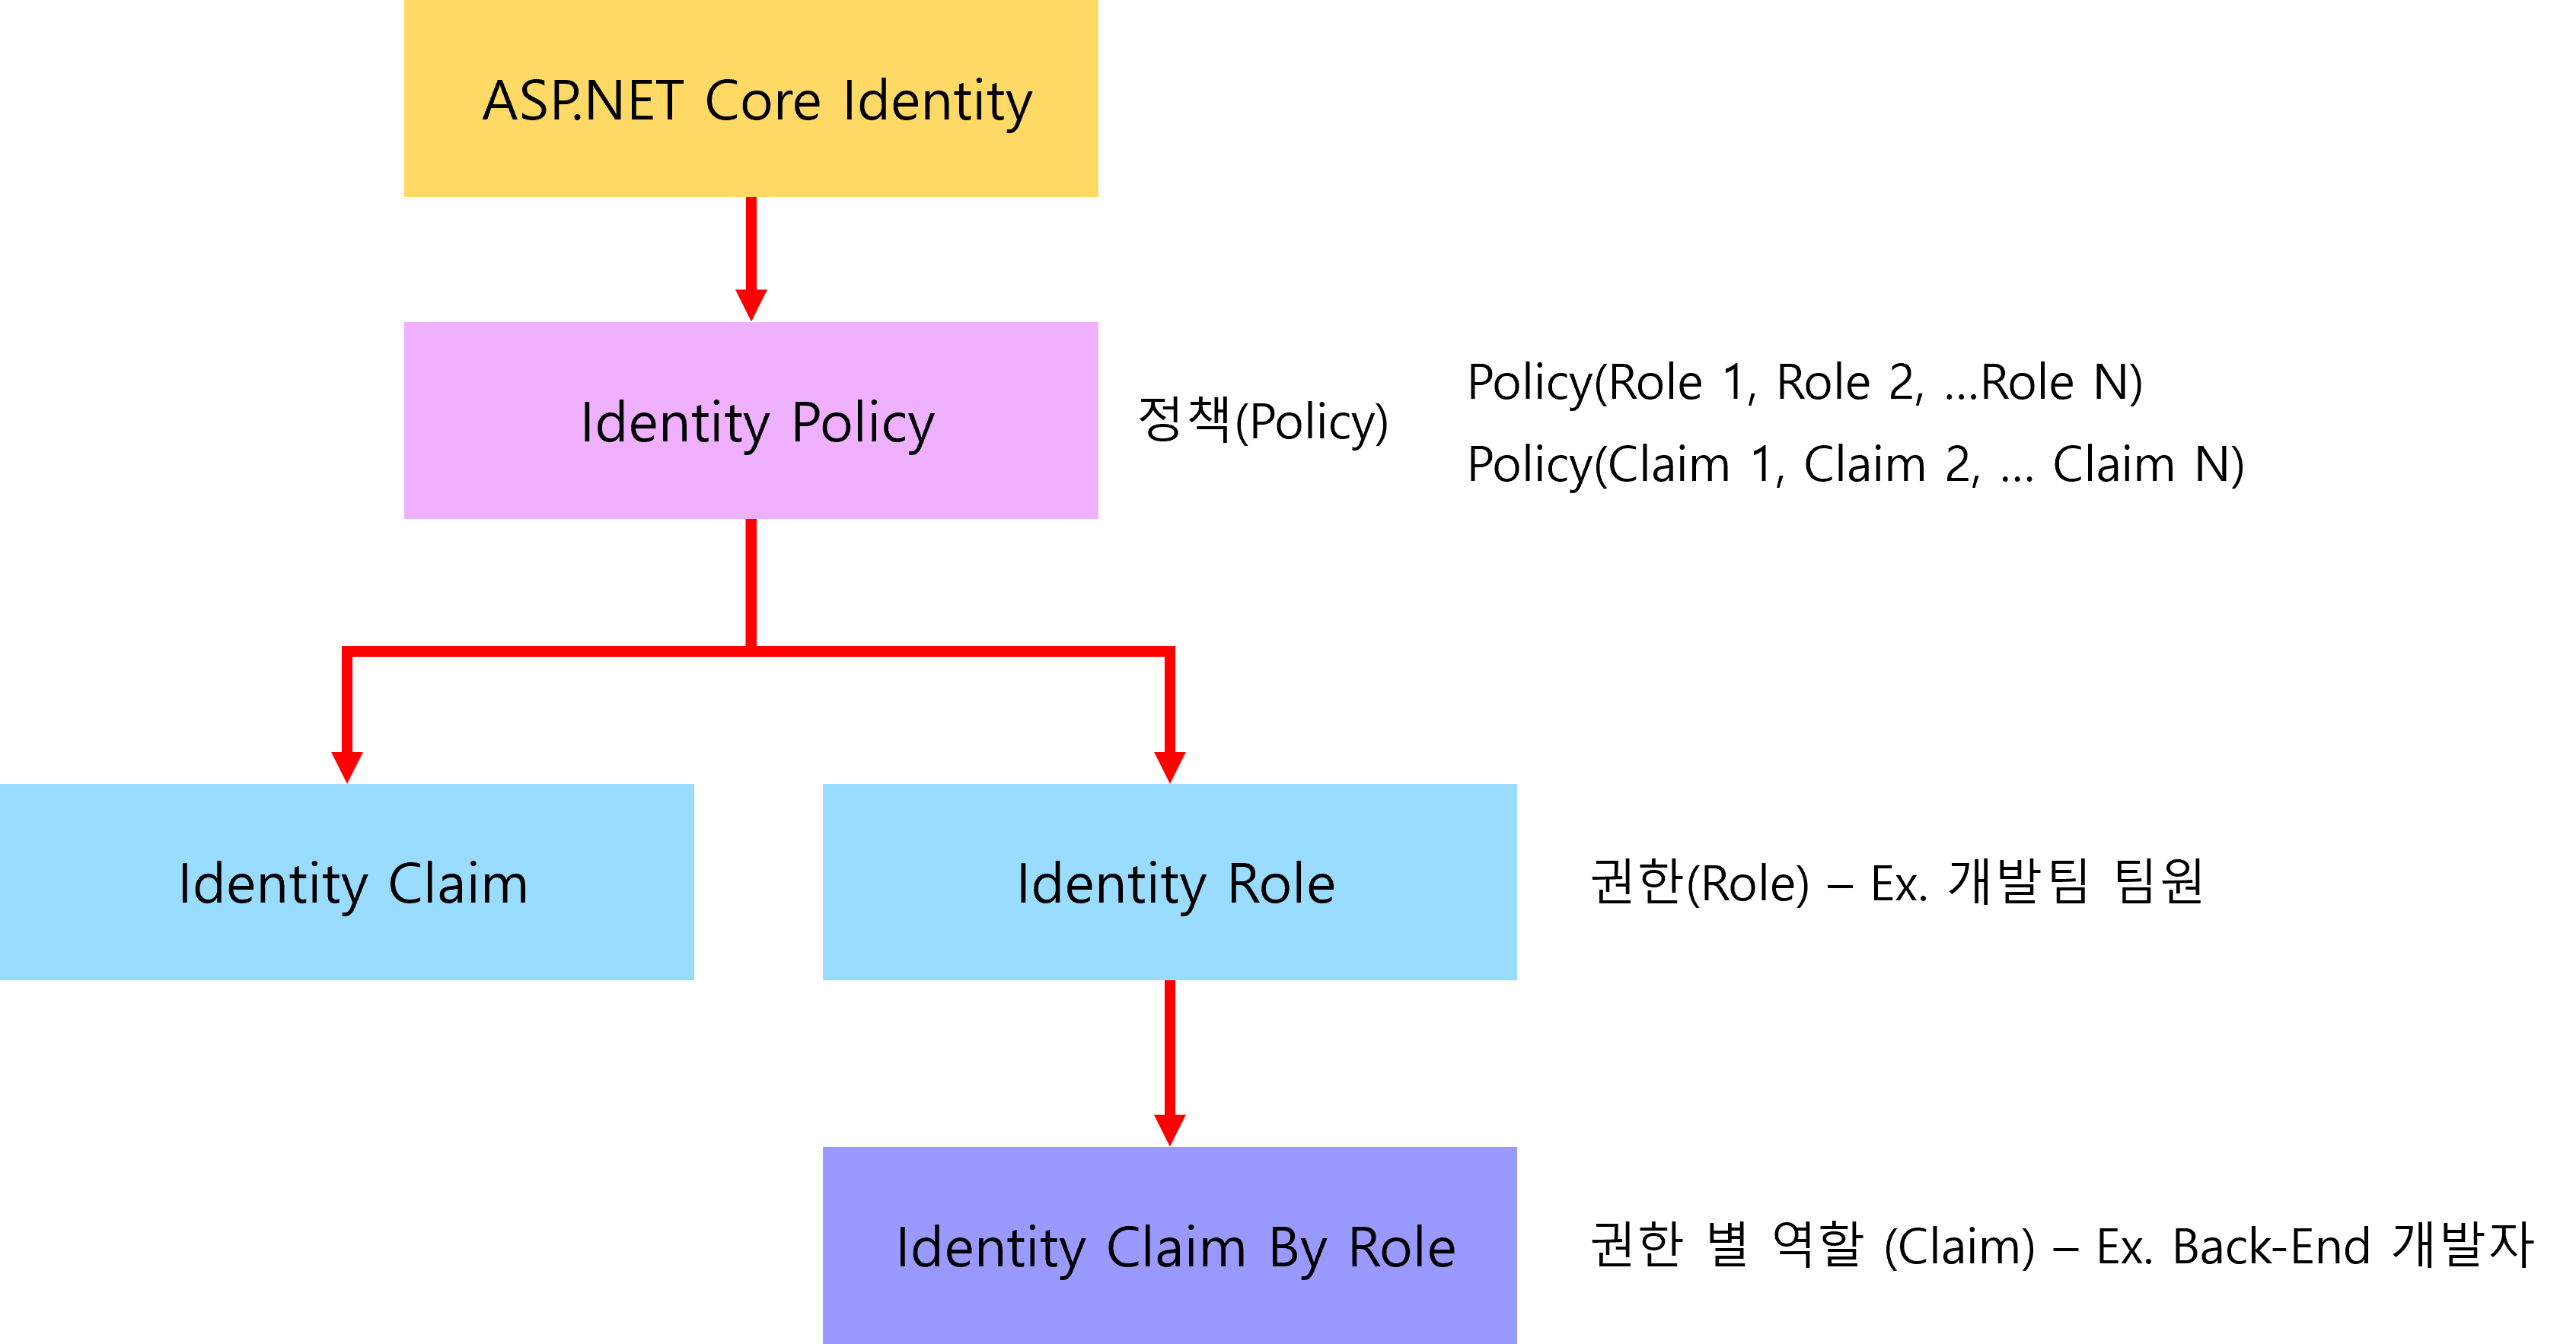 ASP.NET Core Identity
Identity Policy
정책(Policy)
Policy(Role 1, Role 2, ...Role N)
Policy(Claim 1, Claim 2, ... Claim N)
Identity Claim
Identity Role
권한(Role) – Ex. 개발팀 팀원
Identity Claim By Role
권한 별 역할 (Claim) – Ex. Back-End 개발자